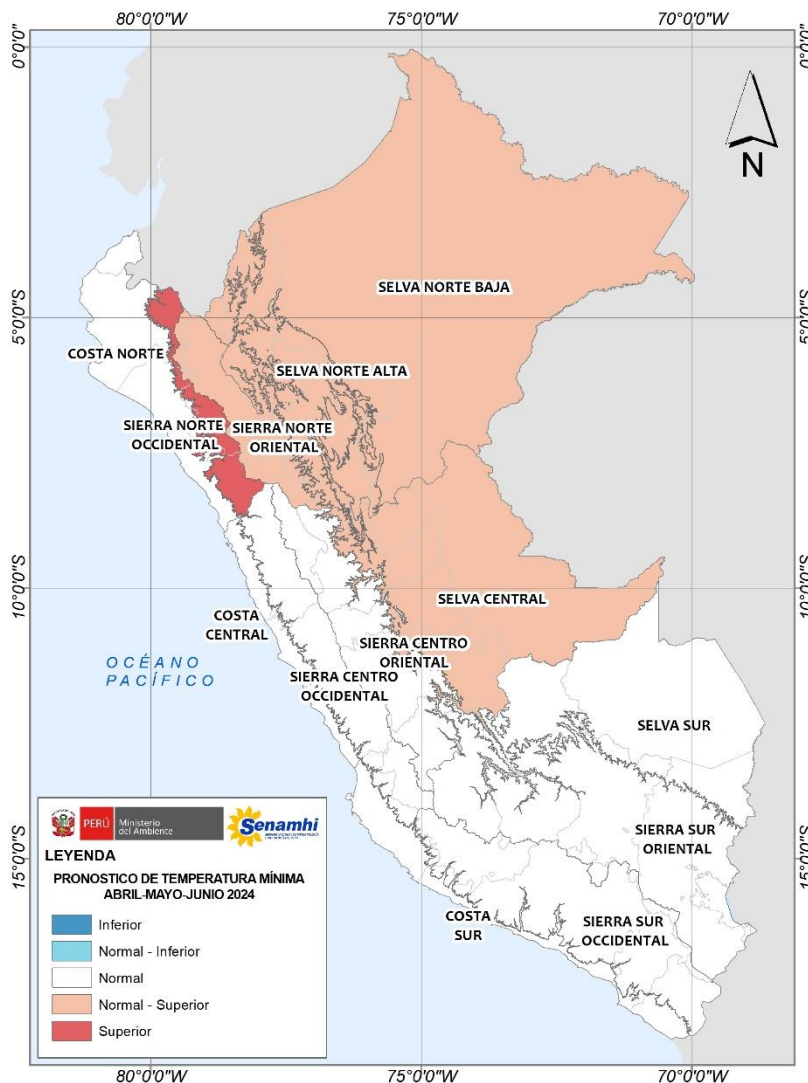 80°0'0"W
75°0'0"W
70°0'0"W
0°0'0"
0°0'0"S
N
SELVA NORTE BAJA
5°0'0"S
5°0'0"S
COSTA NORTE
SELVA NORTE ALTA
SIERRA NORTE
OCCIDENTAL
SIERRA NORTE
ORIENTAL
10°0'0"S
10°0'0"S
SELVA CENTRAL
COSTA
CENTRAL
SIERRA CENTRO
ORIENTAL
OCÉANO
PACÍFICO
SIERRA CENTRO
OCCIDENTAL
SELVA SUR
SIERRA SUR
ORIENTAL
15°0'0"S
15°0'0"S
COSTA
SUR
SIERRA SUR
OCCIDENTAL
PERÚ
Ministerio
del Ambiente
Senamhi
LEYENDA
PRONOSTICO DE TEMPERATURA MÍNIMA
ABRIL-MAYO-JUNIO 2024
Inferior
Normal - Inferior
Normal
Normal - Superior
Superior
80°0'0"W
75°0'0"W
70°0'0"W